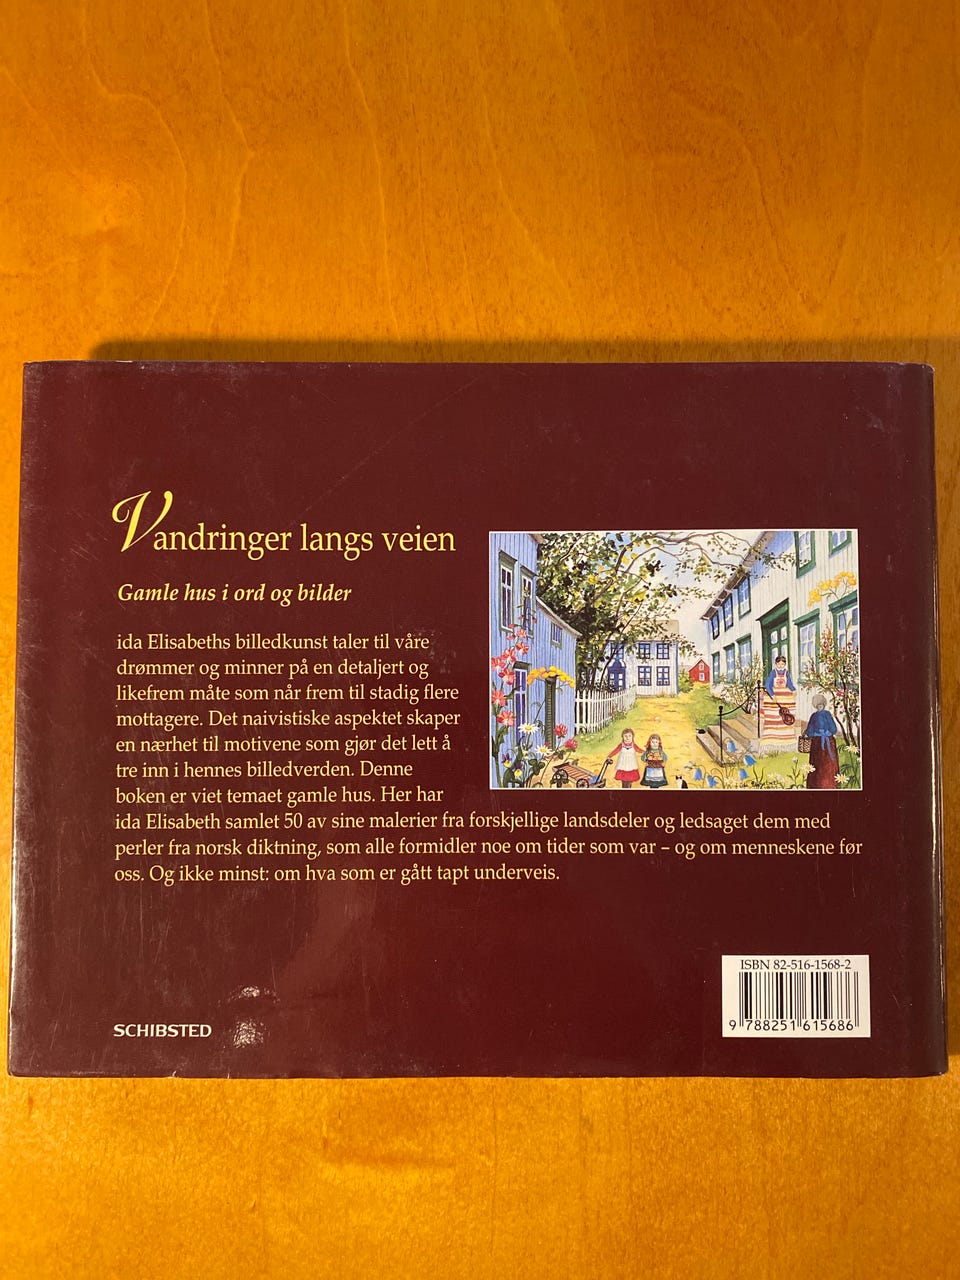 Vandringer langs veien
Gamle hus i ord og bilder
ida Elisabeths billedkunst taler til våre
drømmer og minner på en detaljert og
likefrem måte som når frem til stadig flere
mottagere. Det naivistiske aspektet skaper
en nærhet til motivene som gjør det lett å
tre inn i hennes billedverden. Denne
boken er viet temaet gamle hus. Her har
ida Elisabeth samlet 50 av sine malerier fra forskjellige landsdeler og ledsaget dem med
perler fra norsk diktning, som alle formidler noe om tider som var – og om menneskene før
oss. Og ikke minst: om hva som er gått tapt underveis.
ISBN 82-516-1568-2
9 788251 615686
SCHIBSTED